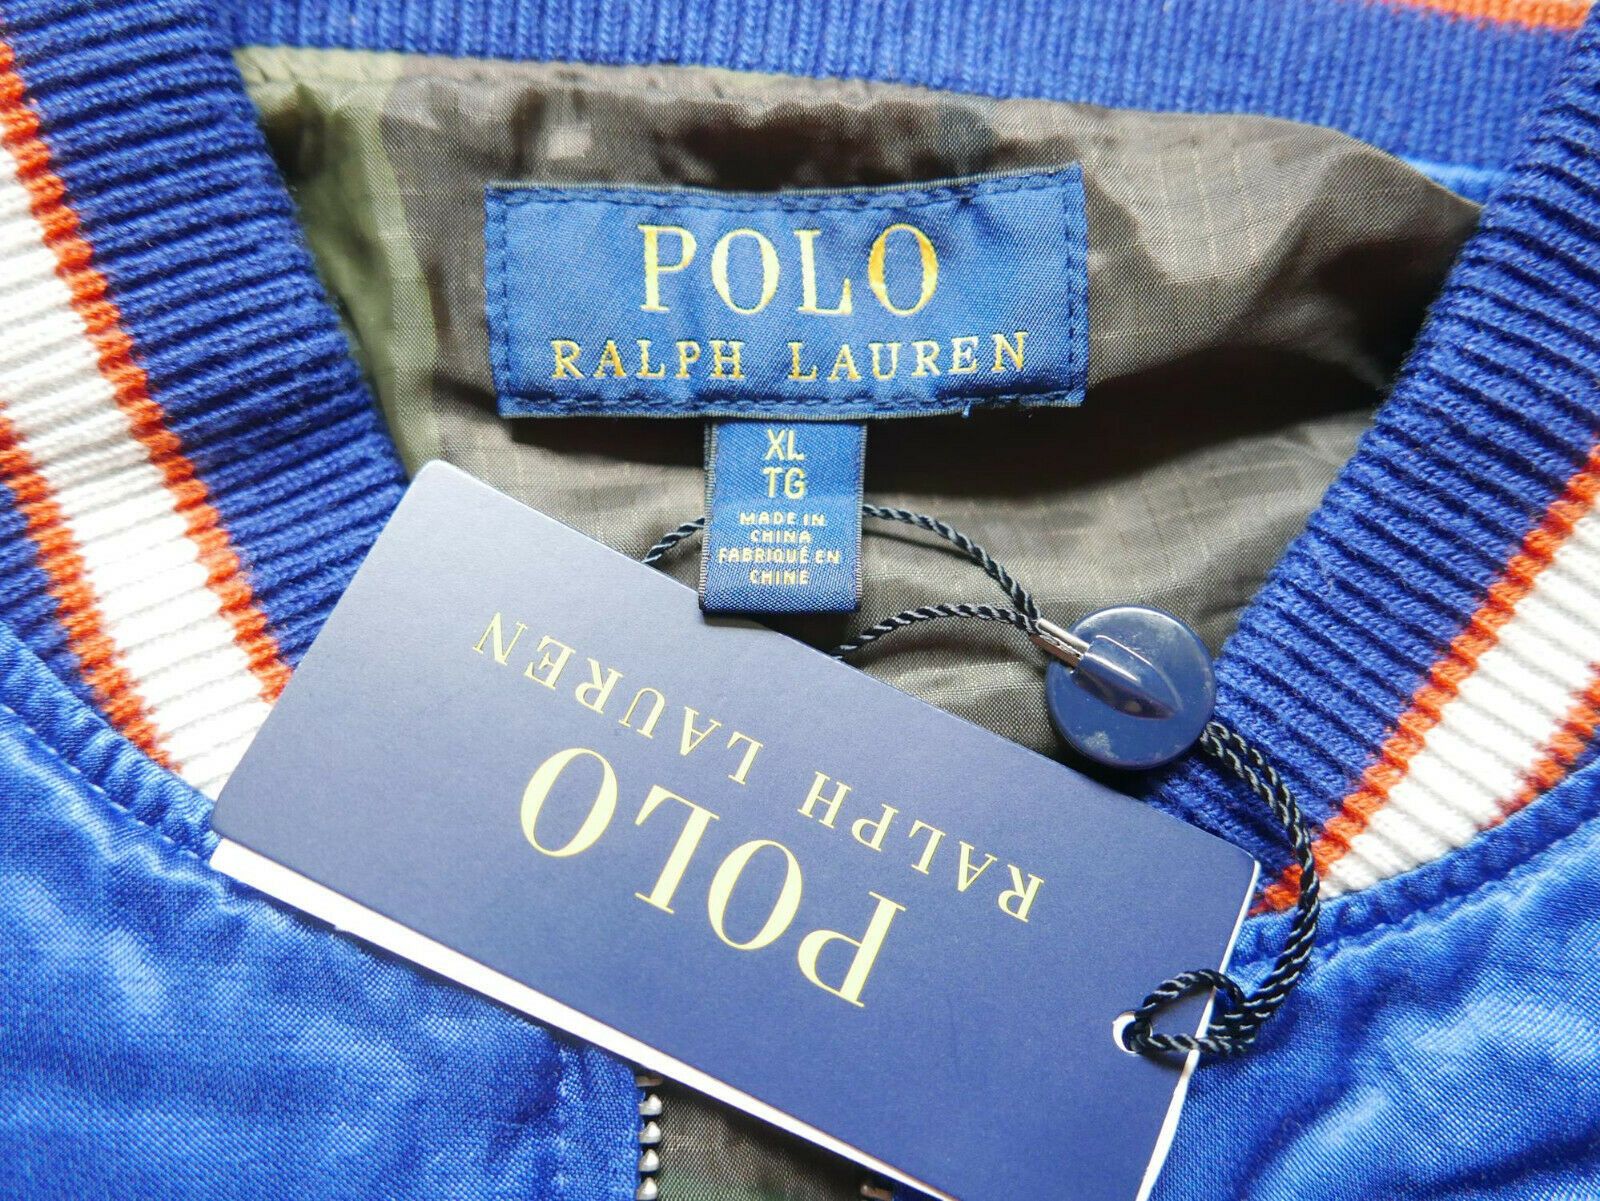 POLO
RALPH LAUREN
XL
TG
MADE IN
CHINA
FABRIQUÉ EN
CHINE
POLO
RALPH LAUREN